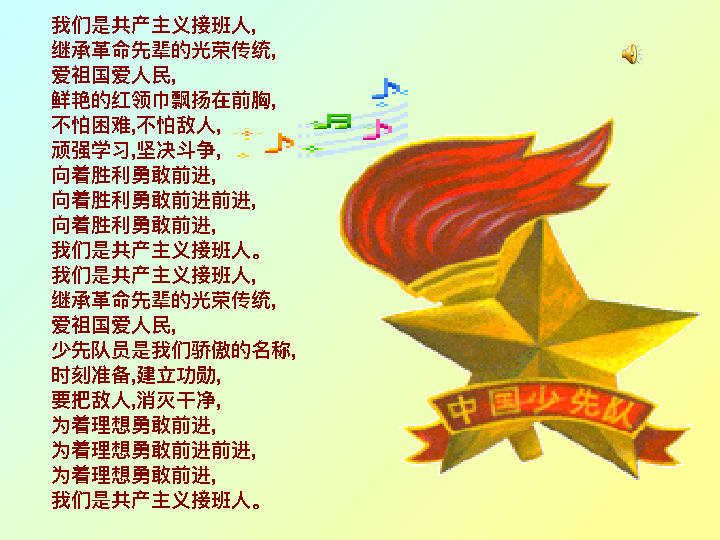 我们是共产主义接班人,
继承革命先辈的光荣传统,
爱祖国爱人民,
鲜艳的红领巾飘扬在前胸,
不怕困难,不怕敌人,
顽强学习,坚决斗争,
向着胜利勇敢前进,
向着胜利勇敢前进前进,
向着胜利勇敢前进,
我们是共产主义接班人。
我们是共产主义接班人,
继承革命先辈的光荣传统,
爱祖国爱人民,
少先队员是我们骄傲的名称,
时刻准备,建立功勋,
要把敌人,消灭干净,
为着理想勇敢前进,
为着理想勇敢前进前进,
为着理想勇敢前进,
我们是共产主义接班人。
中国少先队